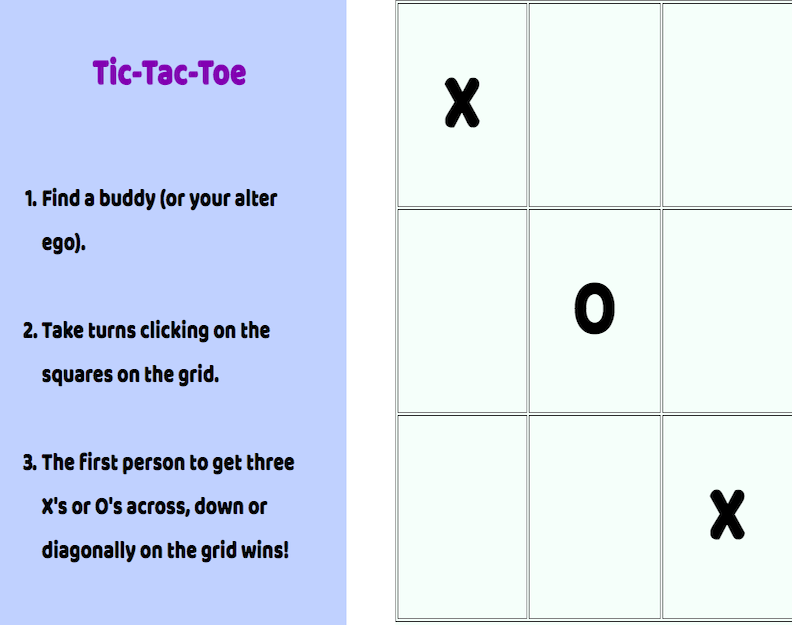 Tic-Tac-Toe
1. Find a buddy (or your alter
ego).
2. Take turns clicking on the
squares on the grid.
3. The first person to get three
X's or O's across, down or
diagonally on the grid wins!
X
O
X